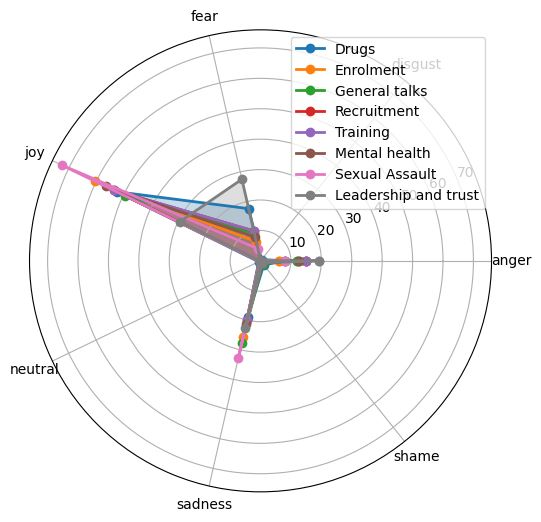 fear
Drugs
Enrolment
General talks
Recruitment
Training
Mental health
Sexual Assault
Leadership and trust
disgust
joy
70
60
50
40
30
20
10
anger
neutral
shame
sadness